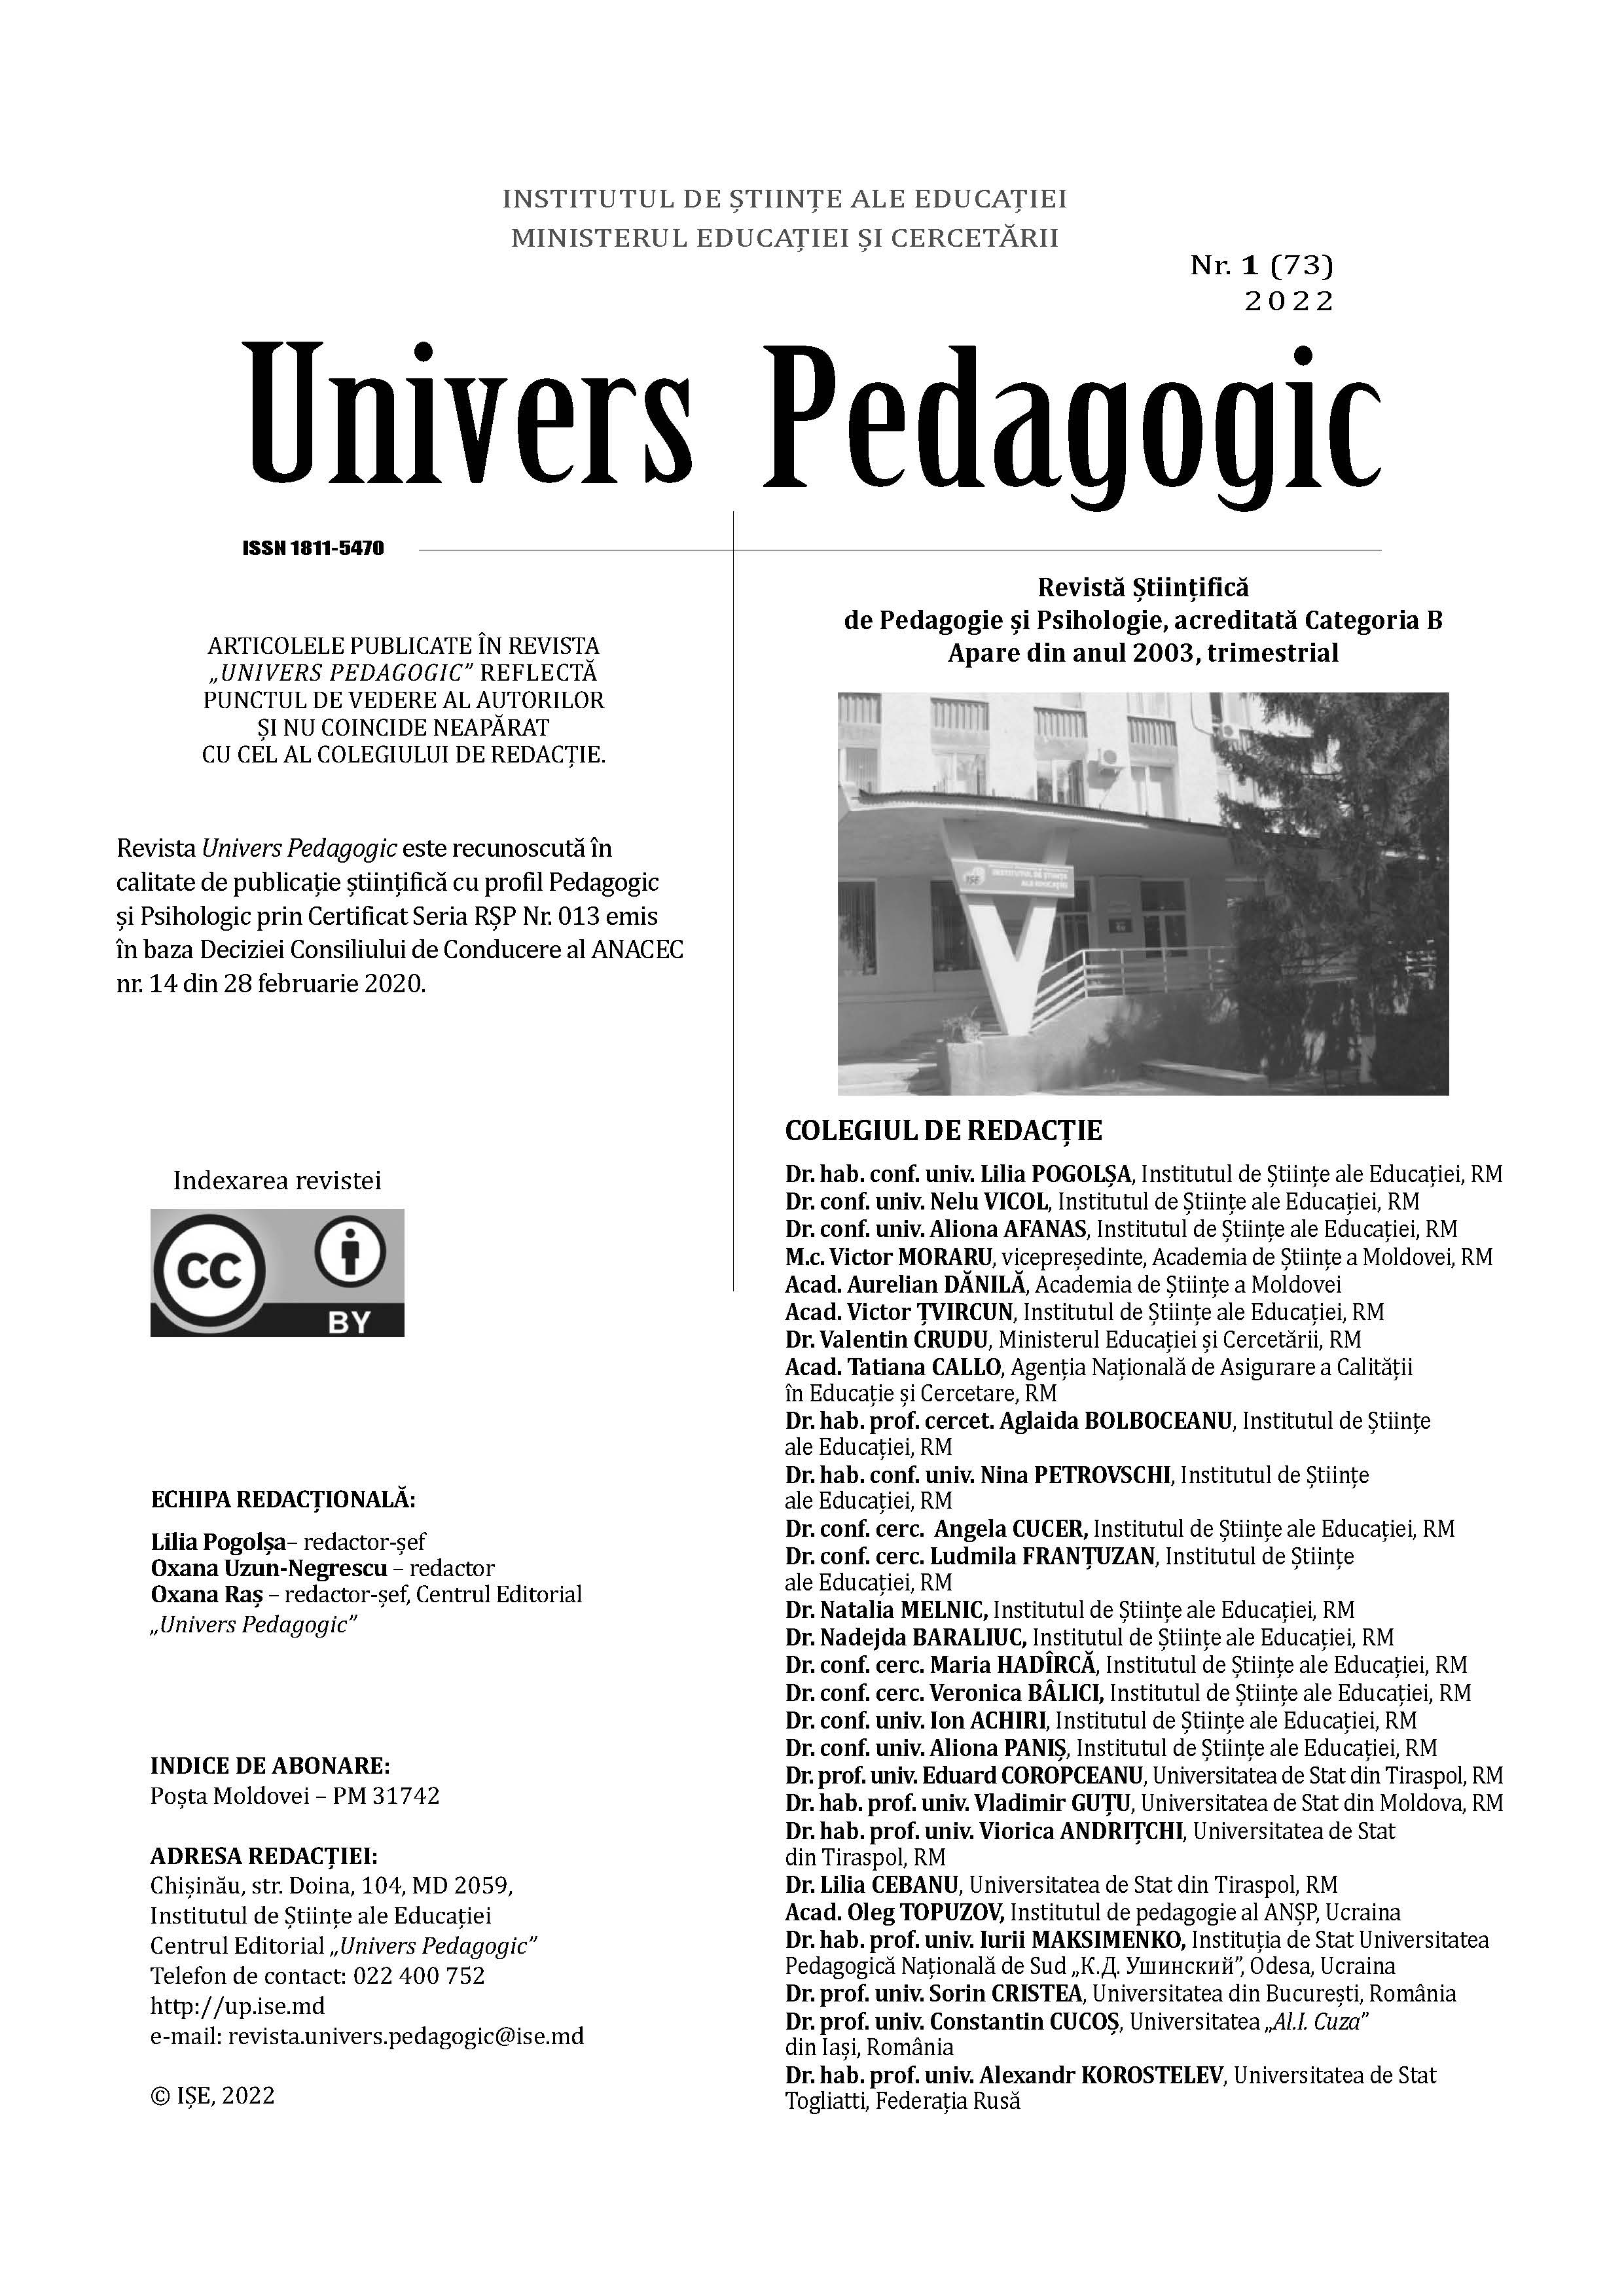 INSTITUTUL DE ȘTIINȚE ALE EDUCAȚIEI
MINISTERUL EDUCAȚIEI ȘI CERCETĂRII
Nr. 1 (73)
2022
Univers Pedagogic
ISSN 1811-5470
ARTICOLELE PUBLICATE ÎN REVISTA
„UNIVERS PEDAGOGIC” REFLECTĂ
PUNCTUL DE VEDERE AL AUTORILOR
ȘI NU COINCIDE NEAPĂRAT
CU CEL AL COLEGIULUI DE REDACȚIE.
Revista Univers Pedagogic este recunoscută în
calitate de publicație științifică cu profil Pedagogic
și Psihologic prin Certificat Seria RȘP Nr. 013 emis
în baza Deciziei Consiliului de Conducere al ANACEC
nr. 14 din 28 februarie 2020.
Indexarea revistei
CC
BY
ECHIPA REDACȚIONALĂ:
Lilia Pogolșa– redactor-șef
Oxana Uzun-Negrescu – redactor
Oxana Raș – redactor-șef, Centrul Editorial
„Univers Pedagogic”
INDICE DE ABONARE:
Poșta Moldovei – PM 31742
ADRESA REDACȚIEI:
Chișinău, str. Doina, 104, MD 2059,
Institutul de Științe ale Educației
Centrul Editorial „Univers Pedagogic”
Telefon de contact: 022 400 752
http://up.ise.md
e-mail: revista.univers.pedagogic@ise.md
© IȘE, 2022
Revistă Științifică
de Pedagogie și Psihologie, acreditată Categoria B
Apare din anul 2003, trimestrial
IȘE
INSTITUTUL DE ȘTIINȚE
ALE EDUCAȚIEI
COLEGIUL DE REDACȚIE
Dr. hab. conf. univ. Lilia POGOLȘA, Institutul de Științe ale Educației, RM
Dr. conf. univ. Nelu VICOL, Institutul de Științe ale Educației, RM
Dr. conf. univ. Aliona AFANAS, Institutul de Științe ale Educației, RM
M.c. Victor MORARU, vicepreședinte, Academia de Științe a Moldovei, RM
Acad. Aurelian DĂNILĂ, Academia de Științe a Moldovei
Acad. Victor ȚVIRCUN, Institutul de Științe ale Educației, RM
Dr. Valentin CRUDU, Ministerul Educației și Cercetării, RM
Acad. Tatiana CALLO, Agenția Națională de Asigurare a Calității
în Educație și Cercetare, RM
Dr. hab. prof. cercet. Aglaida BOLBOCEANU, Institutul de Științe
ale Educației, RM
Dr. hab. conf. univ. Nina PETROVSCHI, Institutul de Științe
ale Educației, RM
Dr. conf. cerc. Angela CUCER, Institutul de Științe ale Educației, RM
Dr. conf. cerc. Ludmila FRANȚUZAN, Institutul de Științe
ale Educației, RM
Dr. Natalia MELNIC, Institutul de Științe ale Educației, RM
Dr. Nadejda BARALIUC, Institutul de Științe ale Educației, RM
Dr. conf. cerc. Maria HADÎRCĂ, Institutul de Științe ale Educației, RM
Dr. conf. cerc. Veronica BÂLICI, Institutul de Științe ale Educației, RM
Dr. conf. univ. Ion ACHIRI, Institutul de Științe ale Educației, RM
Dr. conf. univ. Aliona PANIȘ, Institutul de Științe ale Educației, RM
Dr. prof. univ. Eduard COROPCEANU, Universitatea de Stat din Tiraspol, RM
Dr. hab. prof. univ. Vladimir GUȚU, Universitatea de Stat din Moldova, RM
Dr. hab. prof. univ. Viorica ANDRIȚCHI, Universitatea de Stat
din Tiraspol, RM
Dr. Lilia CEBANU, Universitatea de Stat din Tiraspol, RM
Acad. Oleg TOPUZOV, Institutul de pedagogie al ANȘP, Ucraina
Dr. hab. prof. univ. Iurii MAKSIMENKO, Instituția de Stat Universitatea
Pedagogică Națională de Sud „К.Д. Ушинский”, Odesa, Ucraina
Dr. prof. univ. Sorin CRISTEA, Universitatea din București, România
Dr. prof. univ. Constantin CUCOȘ, Universitatea „Al.I. Cuza”
din Iași, România
Dr. hab. prof. univ. Alexandr KOROSTELEV, Universitatea de Stat
Togliatti, Federația Rusă